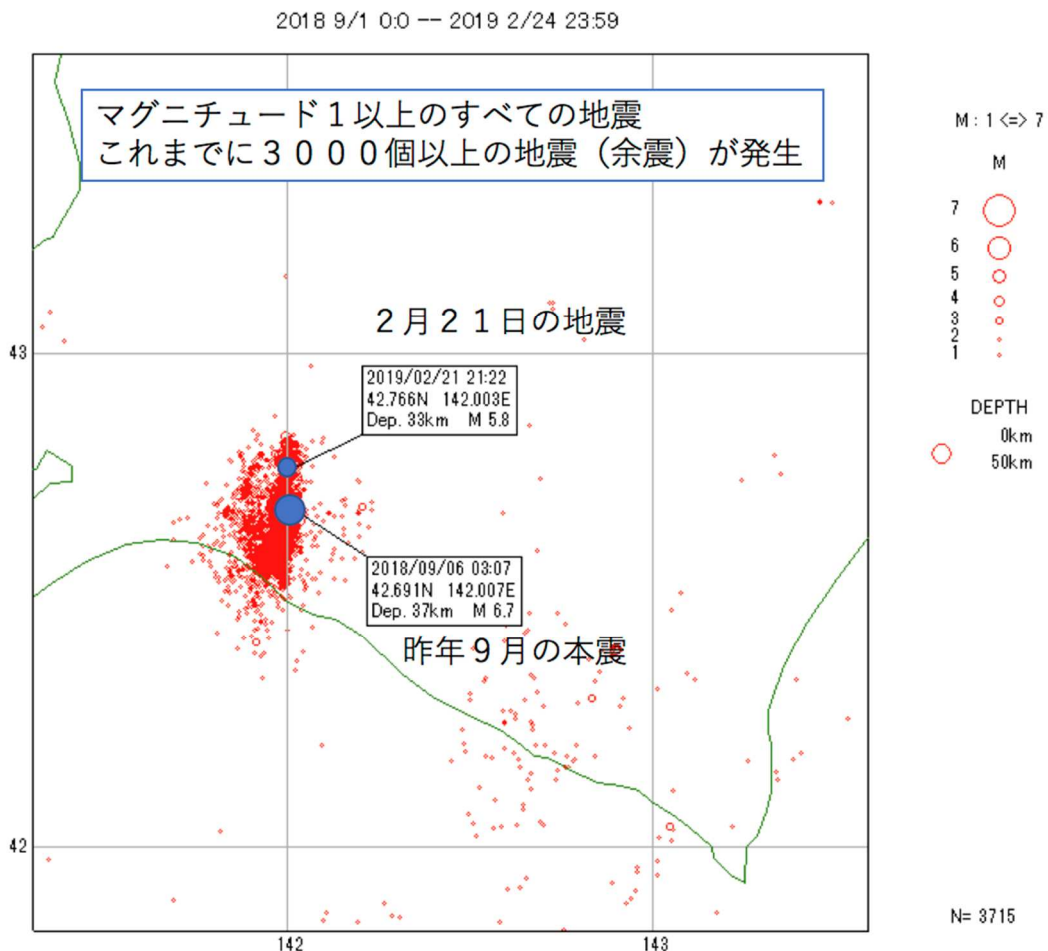 2018 9/1 0:0 -- 2019 2/24 23:59
マグニチュード１以上のすべての地震
これまでに３０００個以上の地震（余震）が発生
M : 1 <=> 7
M
7
6
5
4
3
2
1
DEPTH
0km
50km
２月２１日の地震
43
2019/02/21 21:22
42.766N 142.003E
Dep. 33km M 5.8
2018/09/06 03:07
42.691N 142.007E
Dep. 37km M 6.7
昨年９月の本震
42
N= 3715
142
143